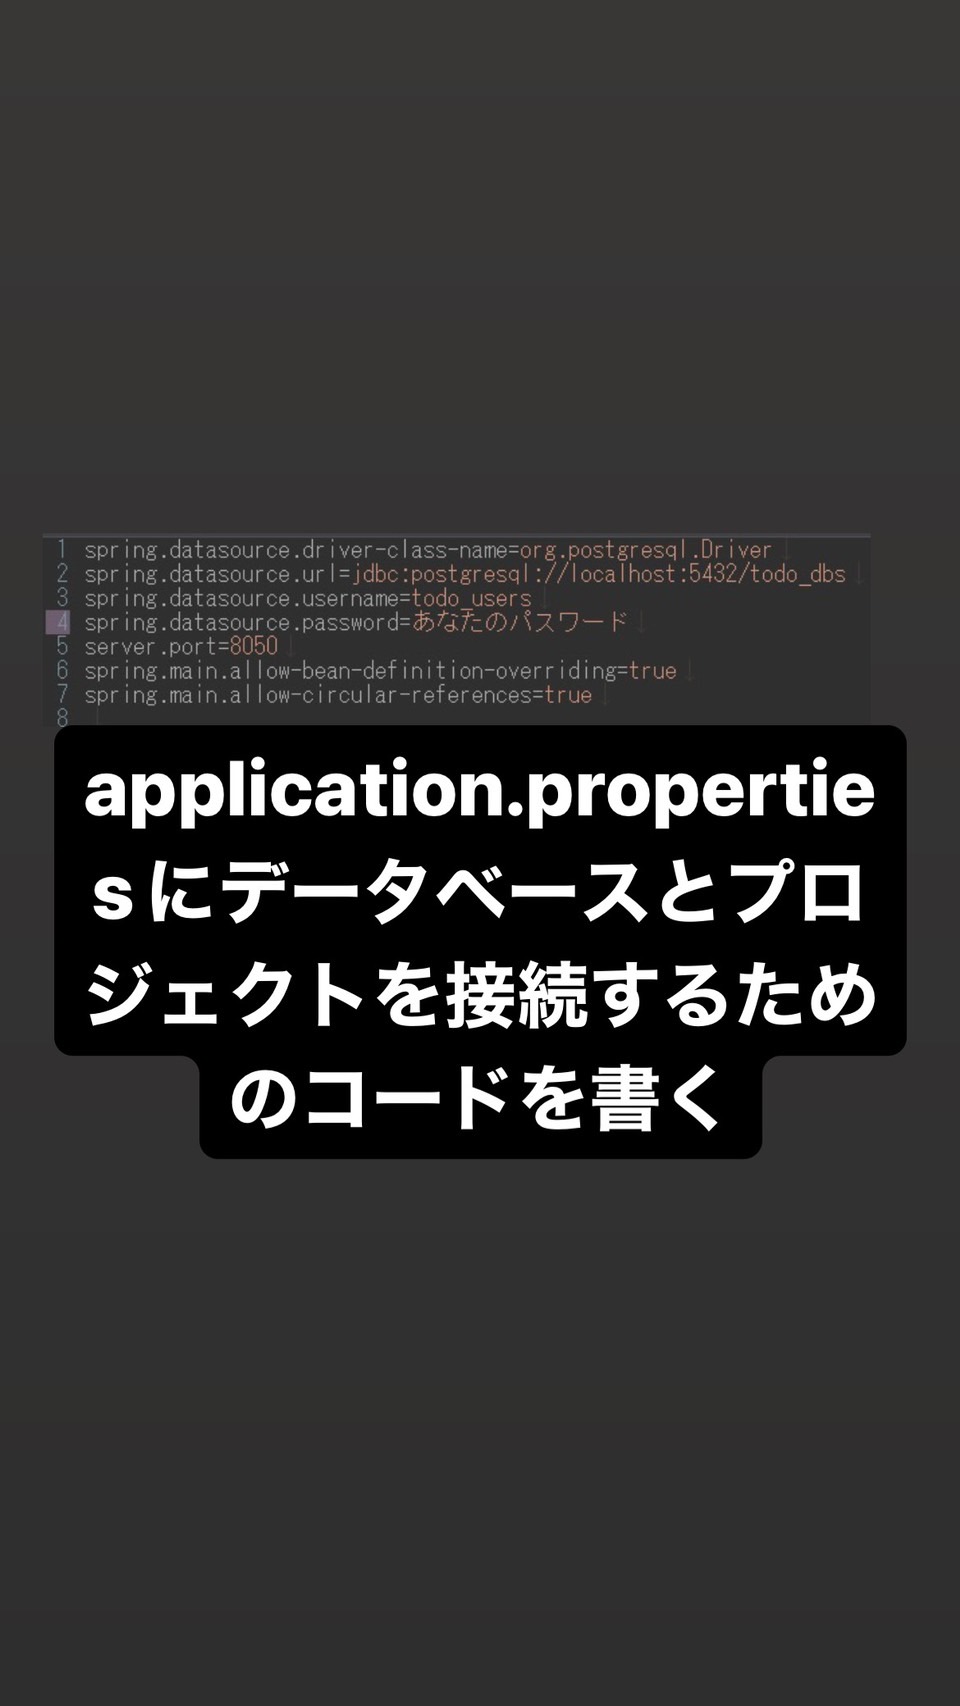 1 spring.datasource.driver-class-name=org.postgresql.Driver
2 spring.datasource.url=jdbc:postgresql://localhost:5432/todo_dbs
3 spring.datasource.username=todo_users
4 spring.datasource.password=あなたのパスワード
5 server.port=8050
6 spring.main.allow-bean-definition-overriding=true
7 spring.main.allow-circular-references=true
8
application.propertie
sにデータベースとプロ
ジェクトを接続するため
のコードを書く